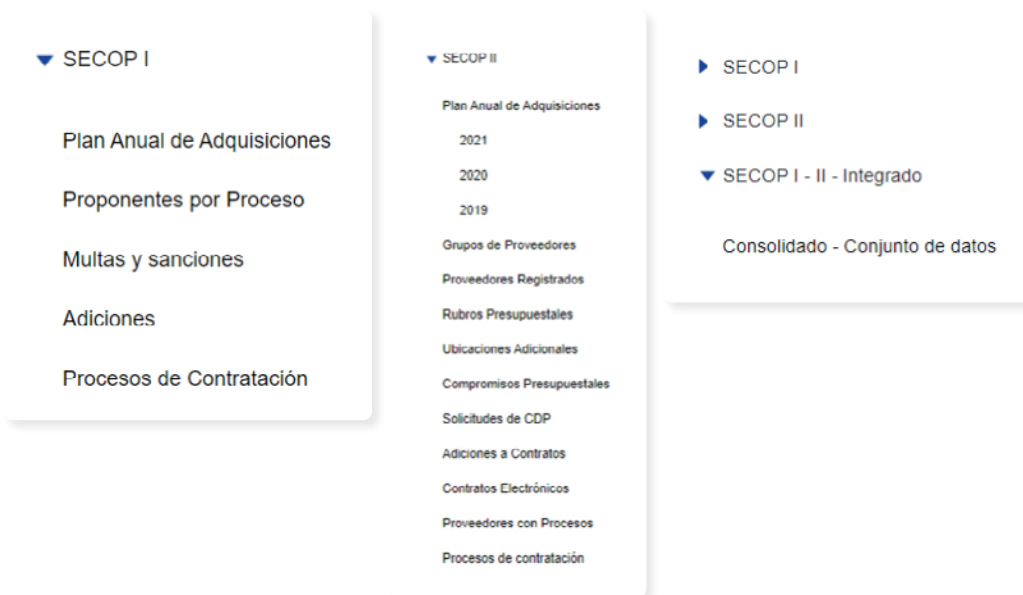 SECOP I
Plan Anual de Adquisiciones
Proponentes por Proceso
Multas y sanciones
Adiciones
Procesos de Contratación
SECOP II
Plan Anual de Adquisiciones
2021
2020
2019
Grupos de Proveedores
Proveedores Registrados
Rubros Presupuestales
Ubicaciones Adicionales
Compromisos Presupuestales
Solicitudes de CDP
Adiciones a Contratos
Contratos Electrónicos
Proveedores con Procesos
Procesos de contratación
SECOP I
SECOP II
SECOP I - II - Integrado
Consolidado - Conjunto de datos